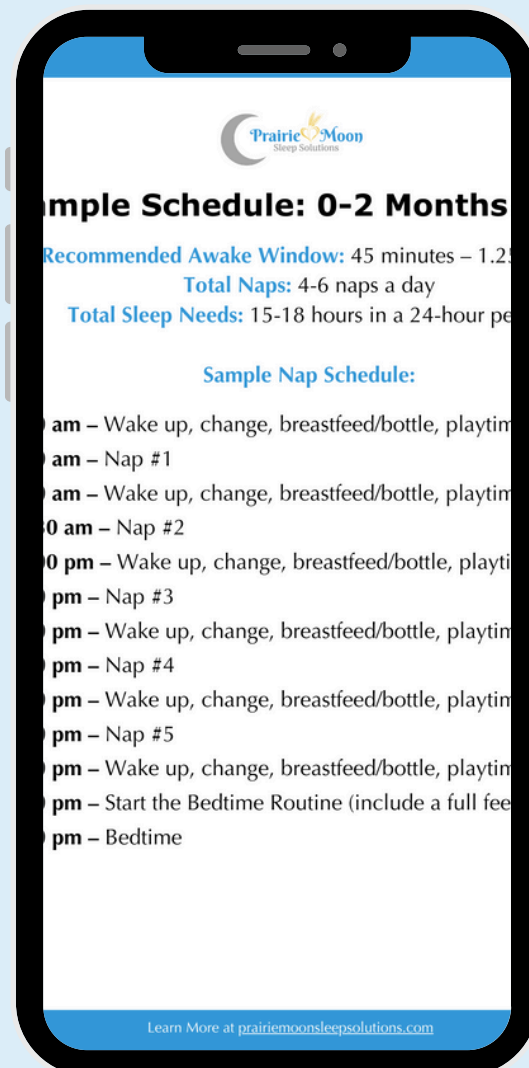 Prairie Moon
Sleep Solutions
mple Schedule: 0-2 Months
Recommended Awake Window: 45 minutes – 1.2
Total Naps: 4-6 naps a day
Total Sleep Needs: 15-18 hours in a 24-hour pe
Sample Nap Schedule:
am – Wake up, change, breastfeed/bottle, playtim
am – Nap #1
am – Wake up, change, breastfeed/bottle, playtim
0 am – Nap #2
0 pm – Wake up, change, breastfeed/bottle, playti
pm – Nap #3
pm – Wake up, change, breastfeed/bottle, playtim
pm – Nap #4
pm – Wake up, change, breastfeed/bottle, playtim
pm – Nap #5
pm – Wake up, change, breastfeed/bottle, playtim
pm – Start the Bedtime Routine (include a full fee
pm – Bedtime
Learn More at prairiemoonsleepsolutions.com